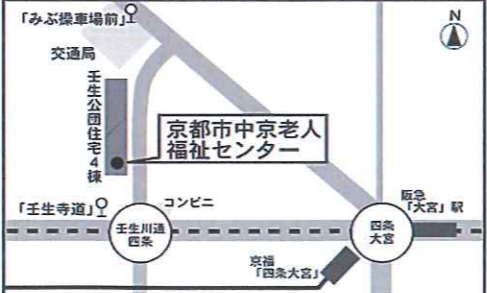 「みぶ操車場前」
N
交通局
壬生公団住宅4棟
京都市中京老人
福祉センター
「壬生寺道」
コンビニ
壬生川通
四条
四条
大宮
阪急
「大宮」駅
京福
「四条大宮」